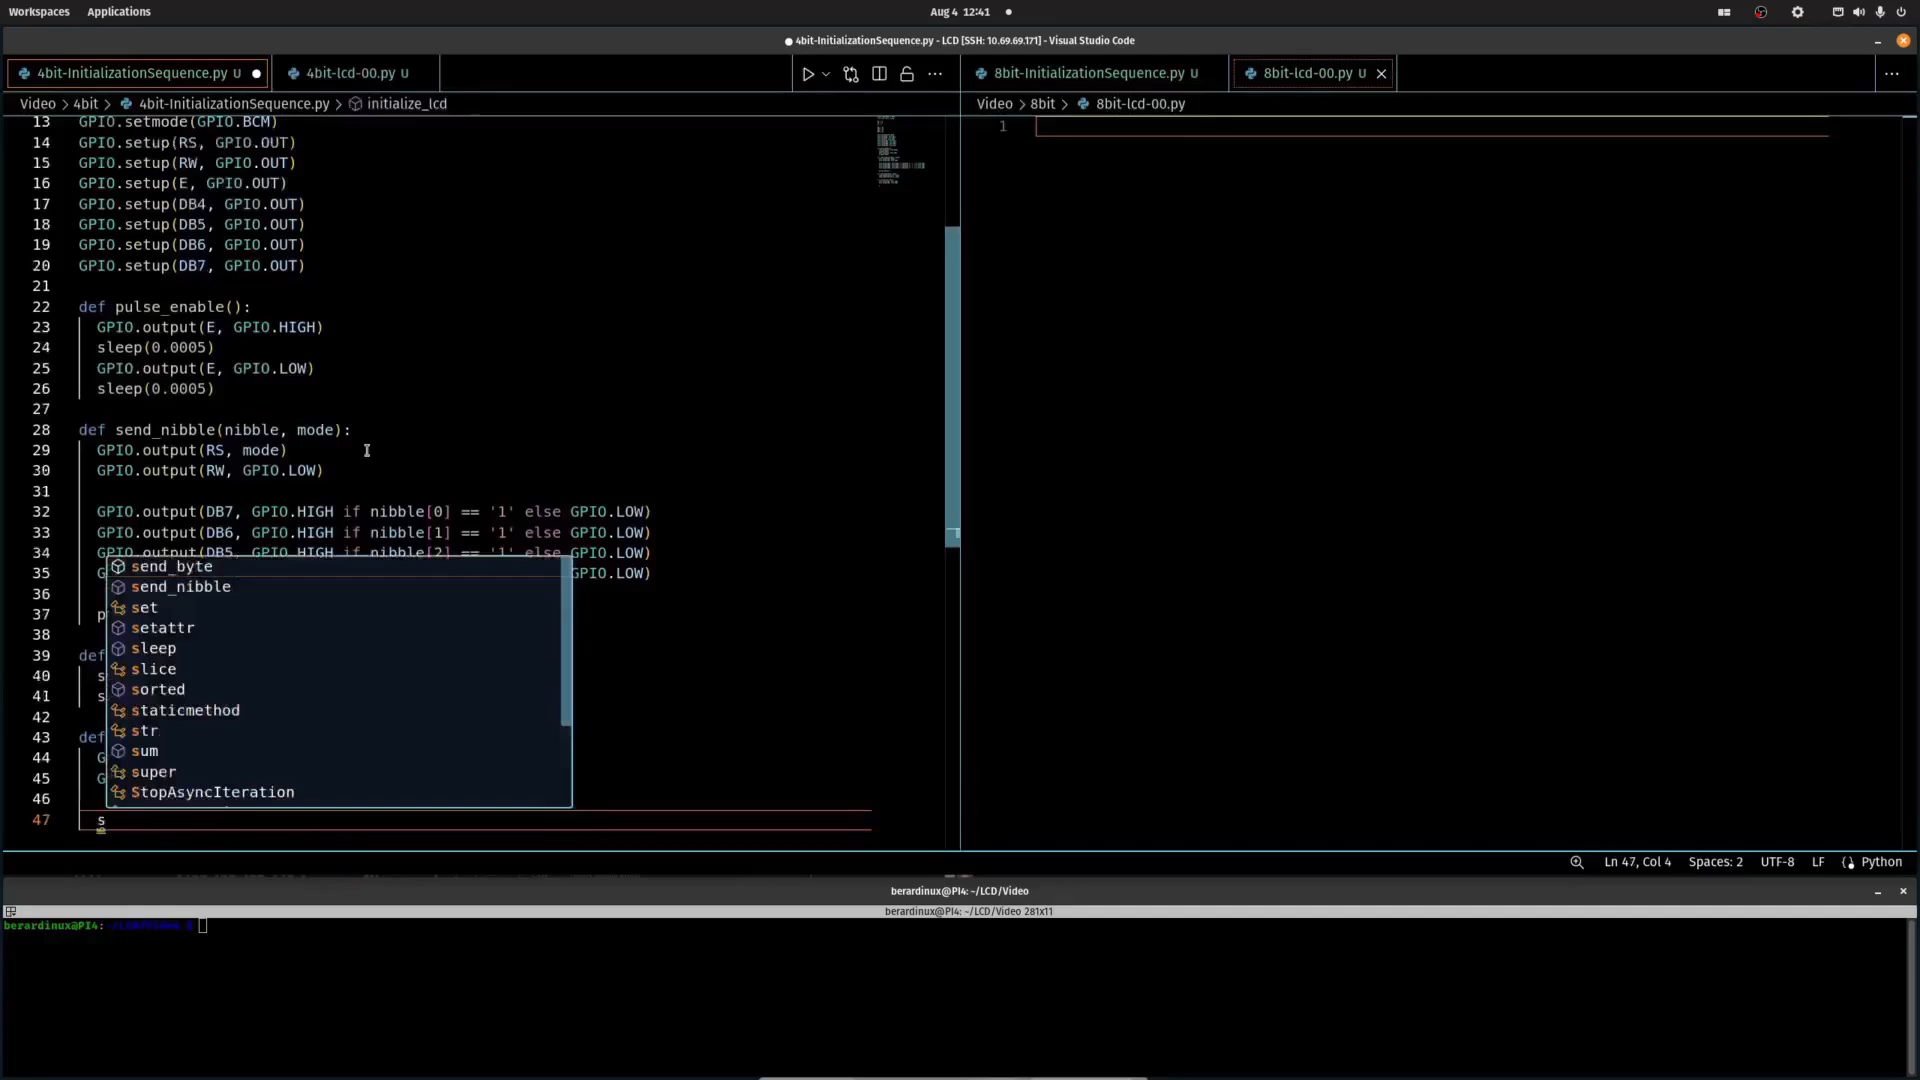 Workspaces Applications Aug 4 12:41
4bit-InitializationSequence.py - LCD [SSH: 10.69.69.171] - Visual Studio Code
4bit-InitializationSequence.py U 4bit-lcd-00.py U 8bit-InitializationSequence.py U 8bit-lcd-00.py U
Video > 4bit > 4bit-InitializationSequence.py > initialize_lcd Video > 8bit > 8bit-lcd-00.py
1
13 GPIO.setmode(GPIO.BCM)
14 GPIO.setup(RS, GPIO.OUT)
15 GPIO.setup(RW, GPIO.OUT)
16 GPIO.setup(E, GPIO.OUT)
17 GPIO.setup(DB4, GPIO.OUT)
18 GPIO.setup(DB5, GPIO.OUT)
19 GPIO.setup(DB6, GPIO.OUT)
20 GPIO.setup(DB7, GPIO.OUT)
21
22 def pulse_enable():
23 GPIO.output(E, GPIO.HIGH)
24 sleep(0.0005)
25 GPIO.output(E, GPIO.LOW)
26 sleep(0.0005)
27
28 def send_nibble(nibble, mode):
29 GPIO.output(RS, mode)
30 GPIO.output(RW, GPIO.LOW)
31
32 GPIO.output(DB7, GPIO.HIGH if nibble[0] == '1' else GPIO.LOW)
33 GPIO.output(DB6, GPIO.HIGH if nibble[1] == '1' else GPIO.LOW)
34 GPIO.output(DB5, GPIO.HIGH if nibble[2] == '1' else GPIO.LOW)
35 G GPIO.LOW)
36
37 p
38
39 def
40 s
41 s
42
43 def
44 G
45 G
46
47 s
send_byte
send_nibble
set
setattr
sleep
slice
sorted
staticmethod
str
sum
super
StopAsyncIteration
Ln 47, Col 4 Spaces: 2 UTF-8 LF Python
berardinux@PI4: ~/LCD/Video
berardinux@PI4: ~/LCD/Video 281x11
berardinux@PI4:~/LCD/Video $